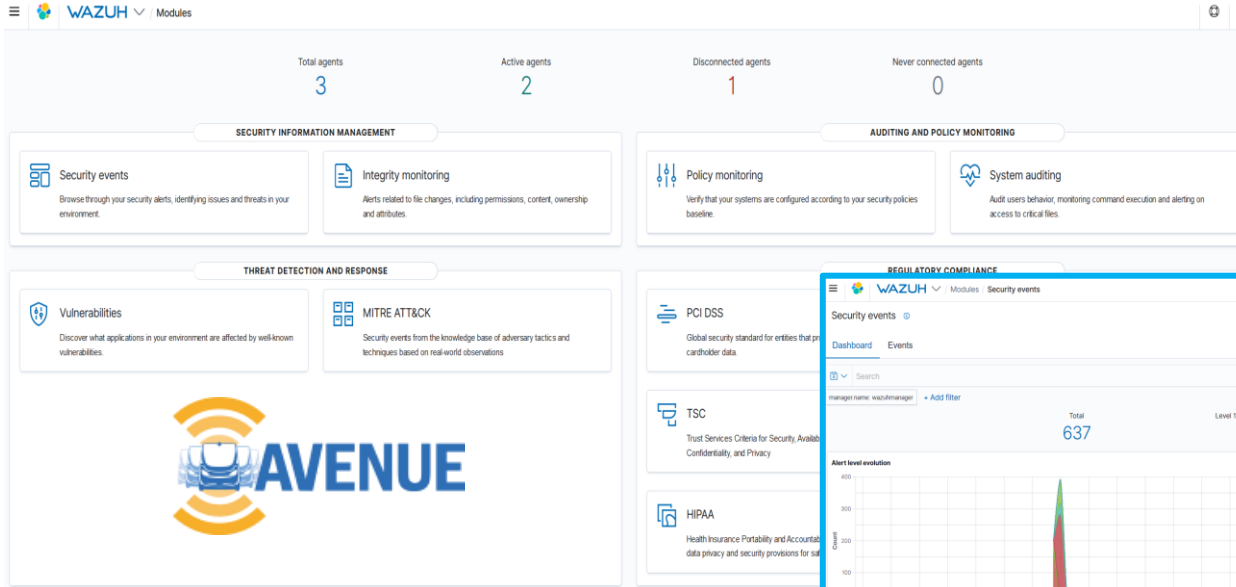 WAZUH / Modules
Total agents
3
Active agents
2
Disconnected agents
1
Never connected agents
0
SECURITY INFORMATION MANAGEMENT
Security events
Browse through your security alerts, identifying issues and threats in your
environment.
Integrity monitoring
Alerts related to file changes, including permissions, content, ownership
and attributes.
AUDITING AND POLICY MONITORING
Policy monitoring
Verify that your systems are configured according to your security policies
baseline.
System auditing
Audit users behavior, monitoring command execution and alerting on
access to critical files.
THREAT DETECTION AND RESPONSE
Vulnerabilities
Discover what applications in your environment are affected by well-known
vulnerabilities.
MITRE ATT&CK
Security events from the knowledge base of adversary tactics and
techniques based on real-world observations
AVENUE
REGULATORY COMPLIANCE
PCI DSS
Global security standard for entities that
cardholder data.
TSC
Trust Services Criteria for Security,
Confidentiality, and Privacy
HIPAA
Health Insurance Portability and
data privacy and security provisions for
WAZUH / Modules / Security events
Security events
Dashboard Events
Search
manager.name: wazuhmanager + Add filter
Total
637
Level 1
Alert level evolution
Count
400
300
200
100